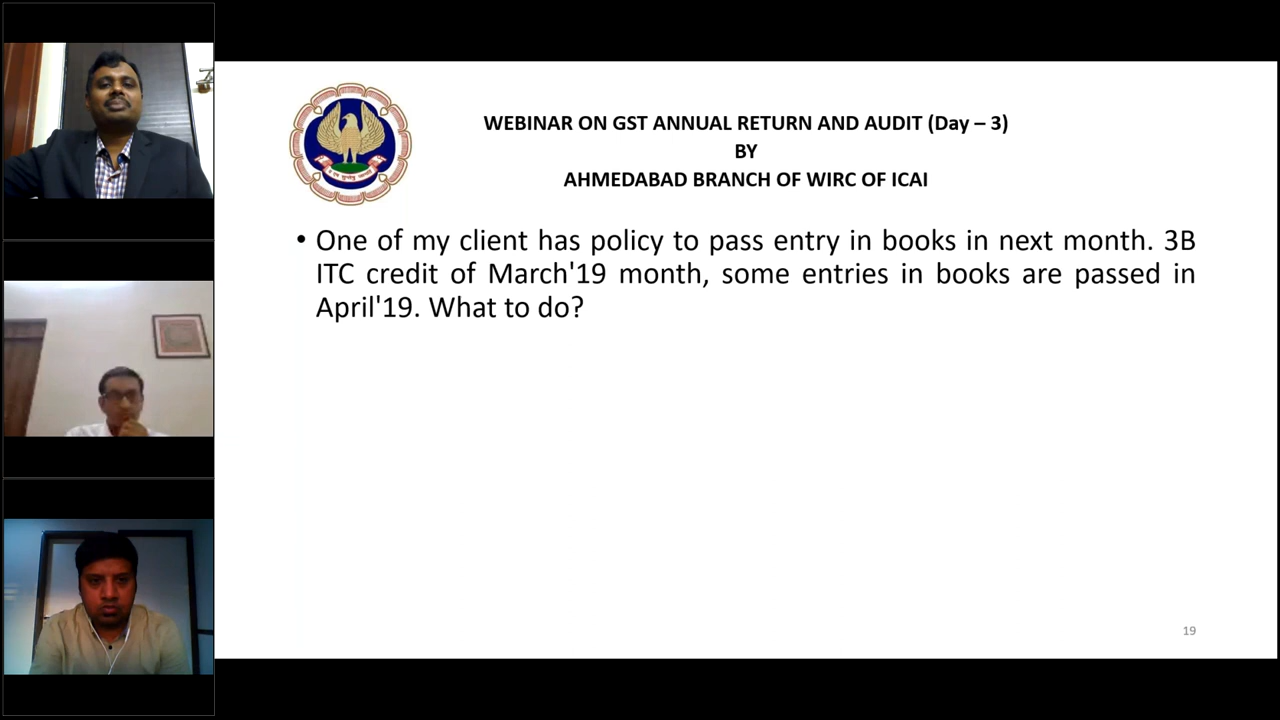 WEBINAR ON GST ANNUAL RETURN AND AUDIT (Day – 3)
BY
AHMEDABAD BRANCH OF WIRC OF ICAI
• One of my client has policy to pass entry in books in next month. 3B
ITC credit of March'19 month, some entries in books are passed in
April'19. What to do?
19